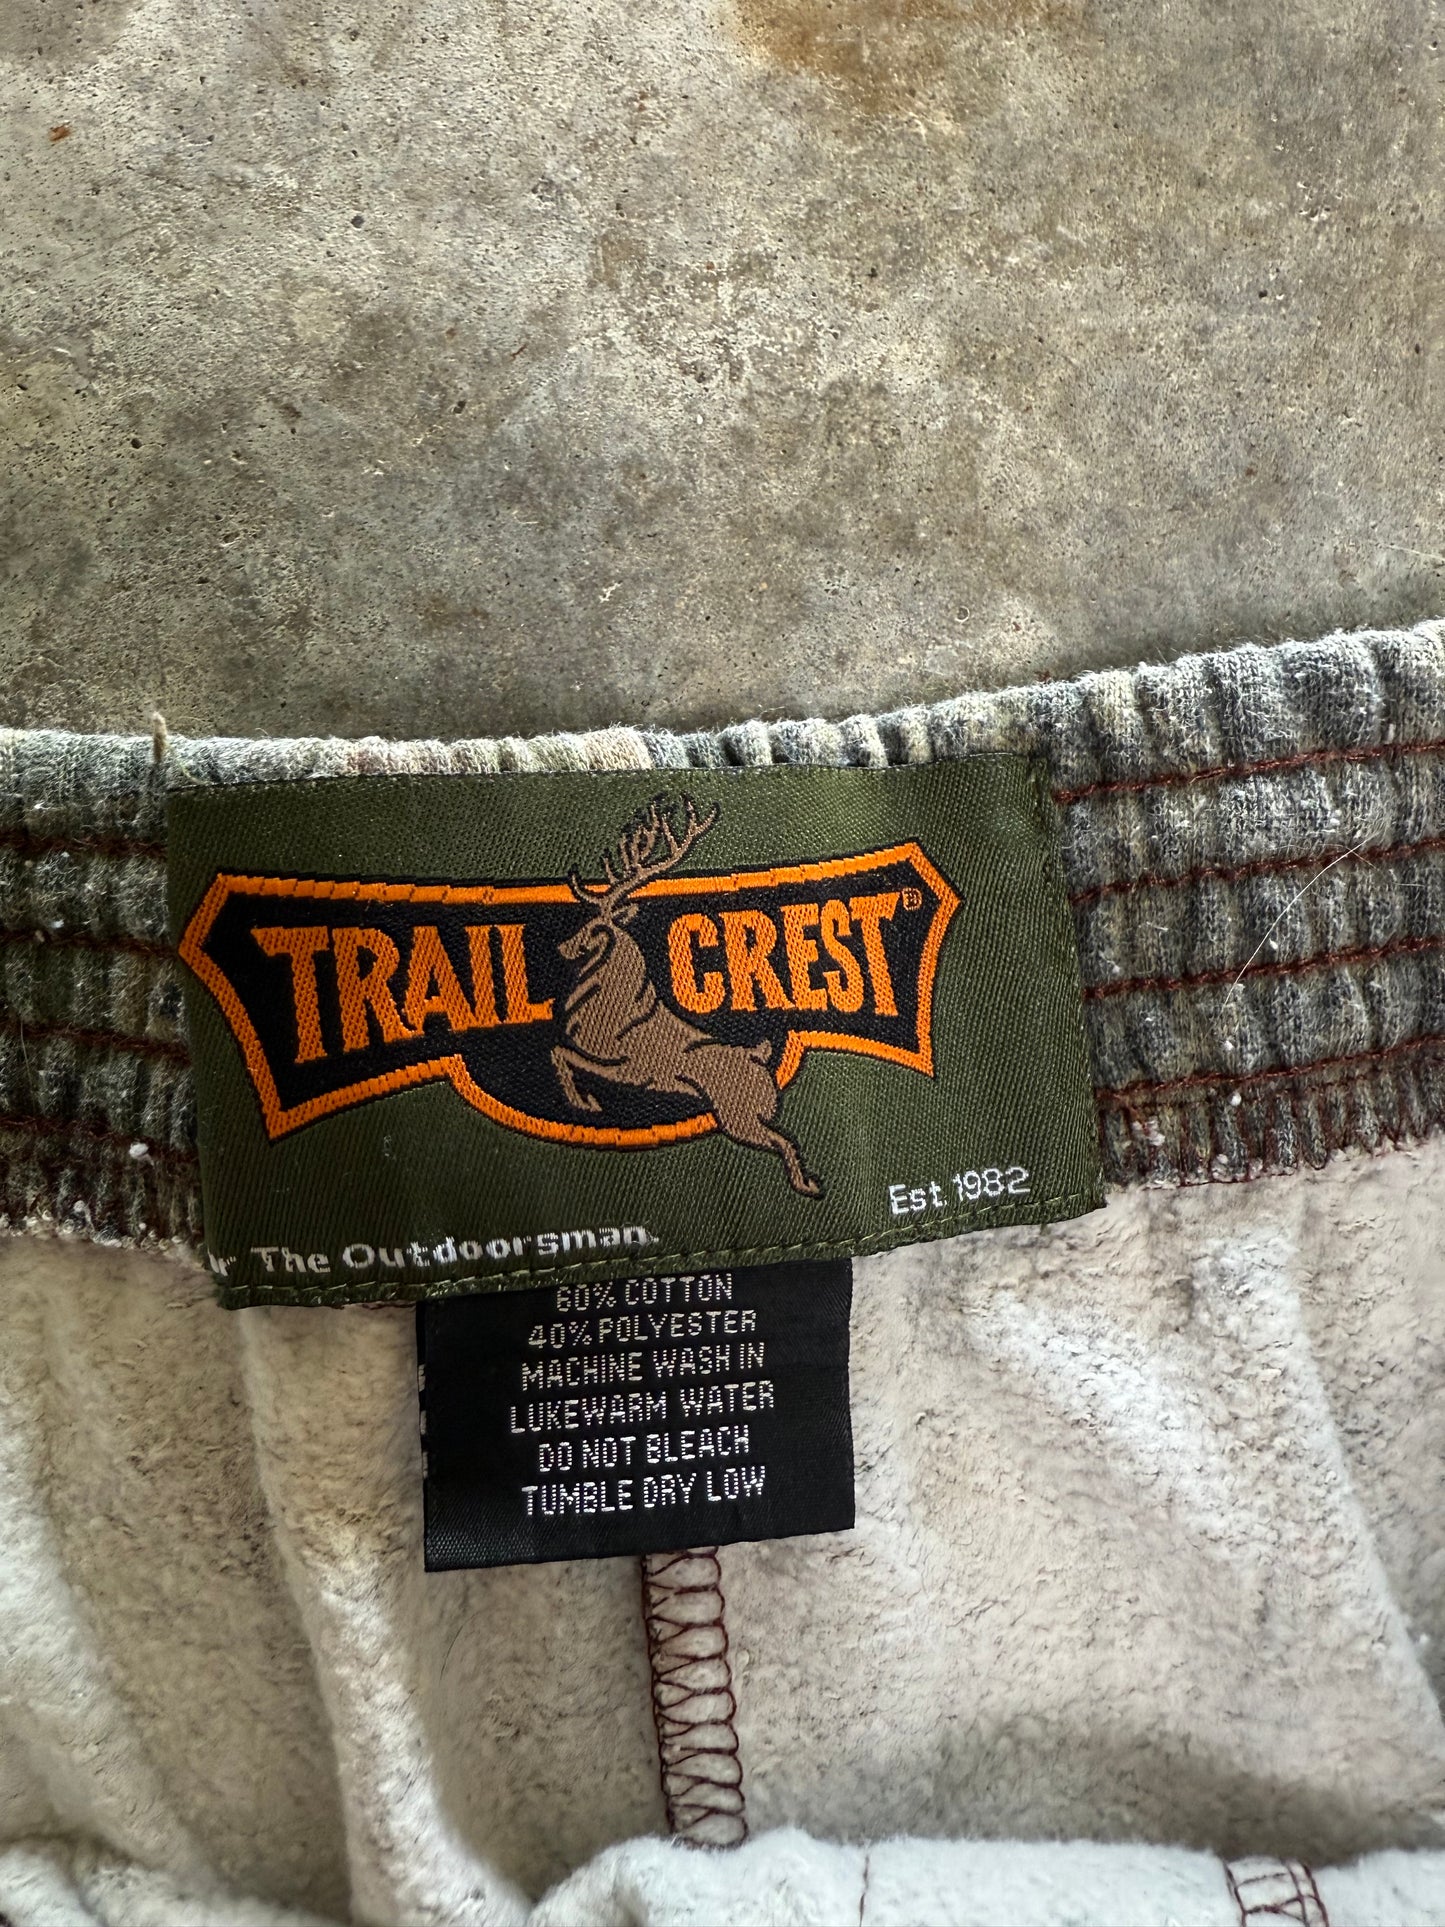 TRAIL CREST®
Est 1982
The Outdoorsman.
60% COTTON
40% POLYESTER
MACHINE WASH IN
LUKEWARM WATER
DO NOT BLEACH
TUMBLE DRY LOW